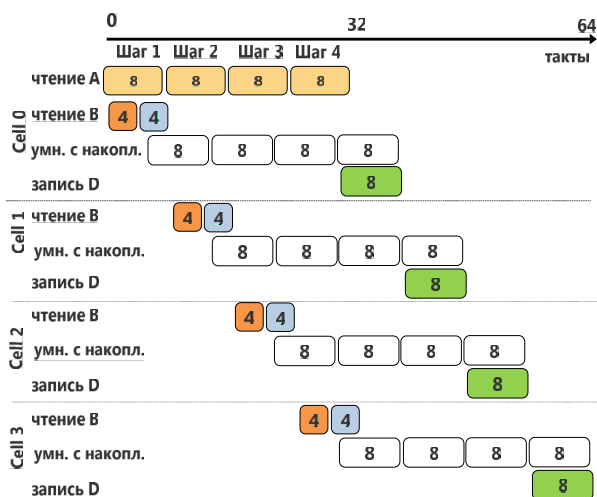 0 32 64
Шаг 1 Шаг 2 Шаг 3 Шаг 4 такты
чтение A 8 8 8 8
Cell 0
чтение B 4 4
умн. с накопл. 8 8 8 8
запись D 8
Cell 1
чтение B 4 4
умн. с накопл. 8 8 8 8
запись D 8
Cell 2
чтение B 4 4
умн. с накопл. 8 8 8 8
запись D 8
Cell 3
чтение B 4 4
умн. с накопл. 8 8 8 8
запись D 8